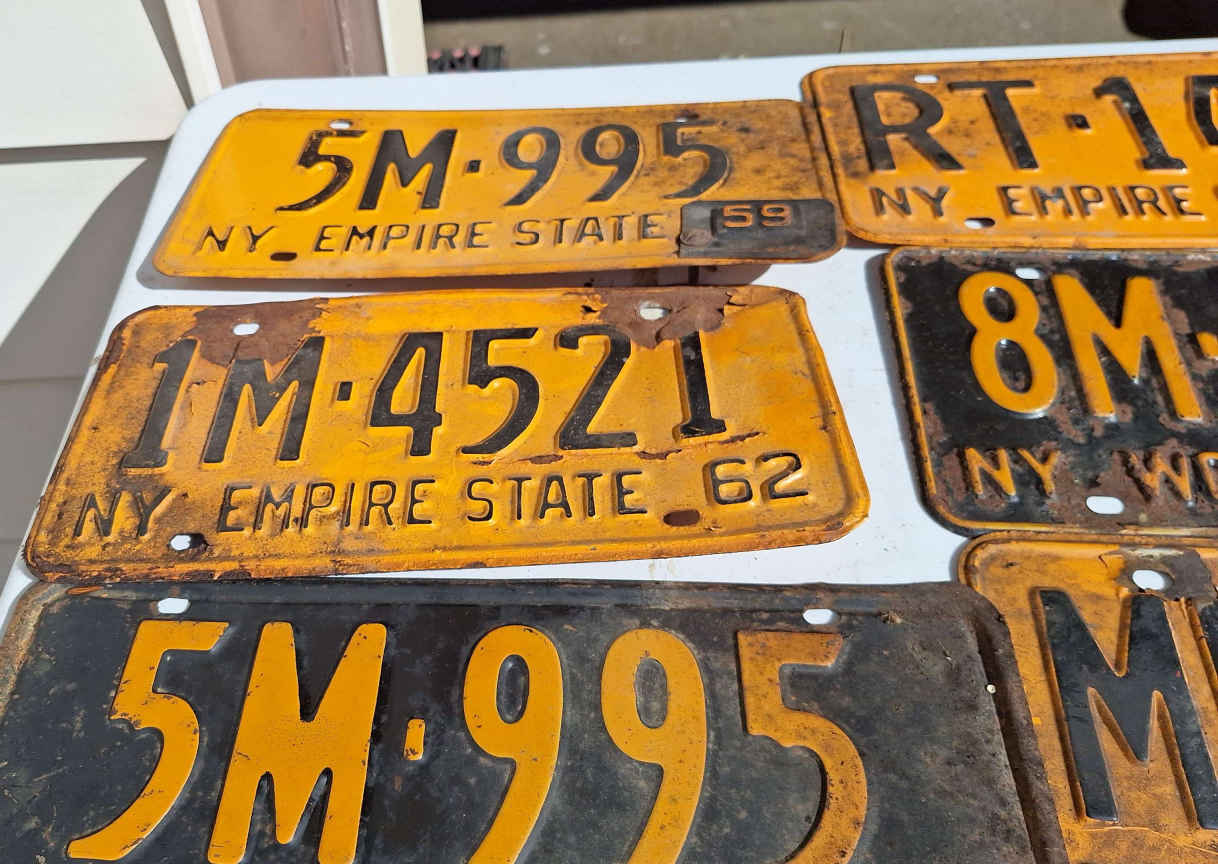 5M·995
NY EMPIRE STATE 59
RT·1
NY EMPIRE
1M·4521
NY EMPIRE STATE 62
8M·
NY
5M·995
M